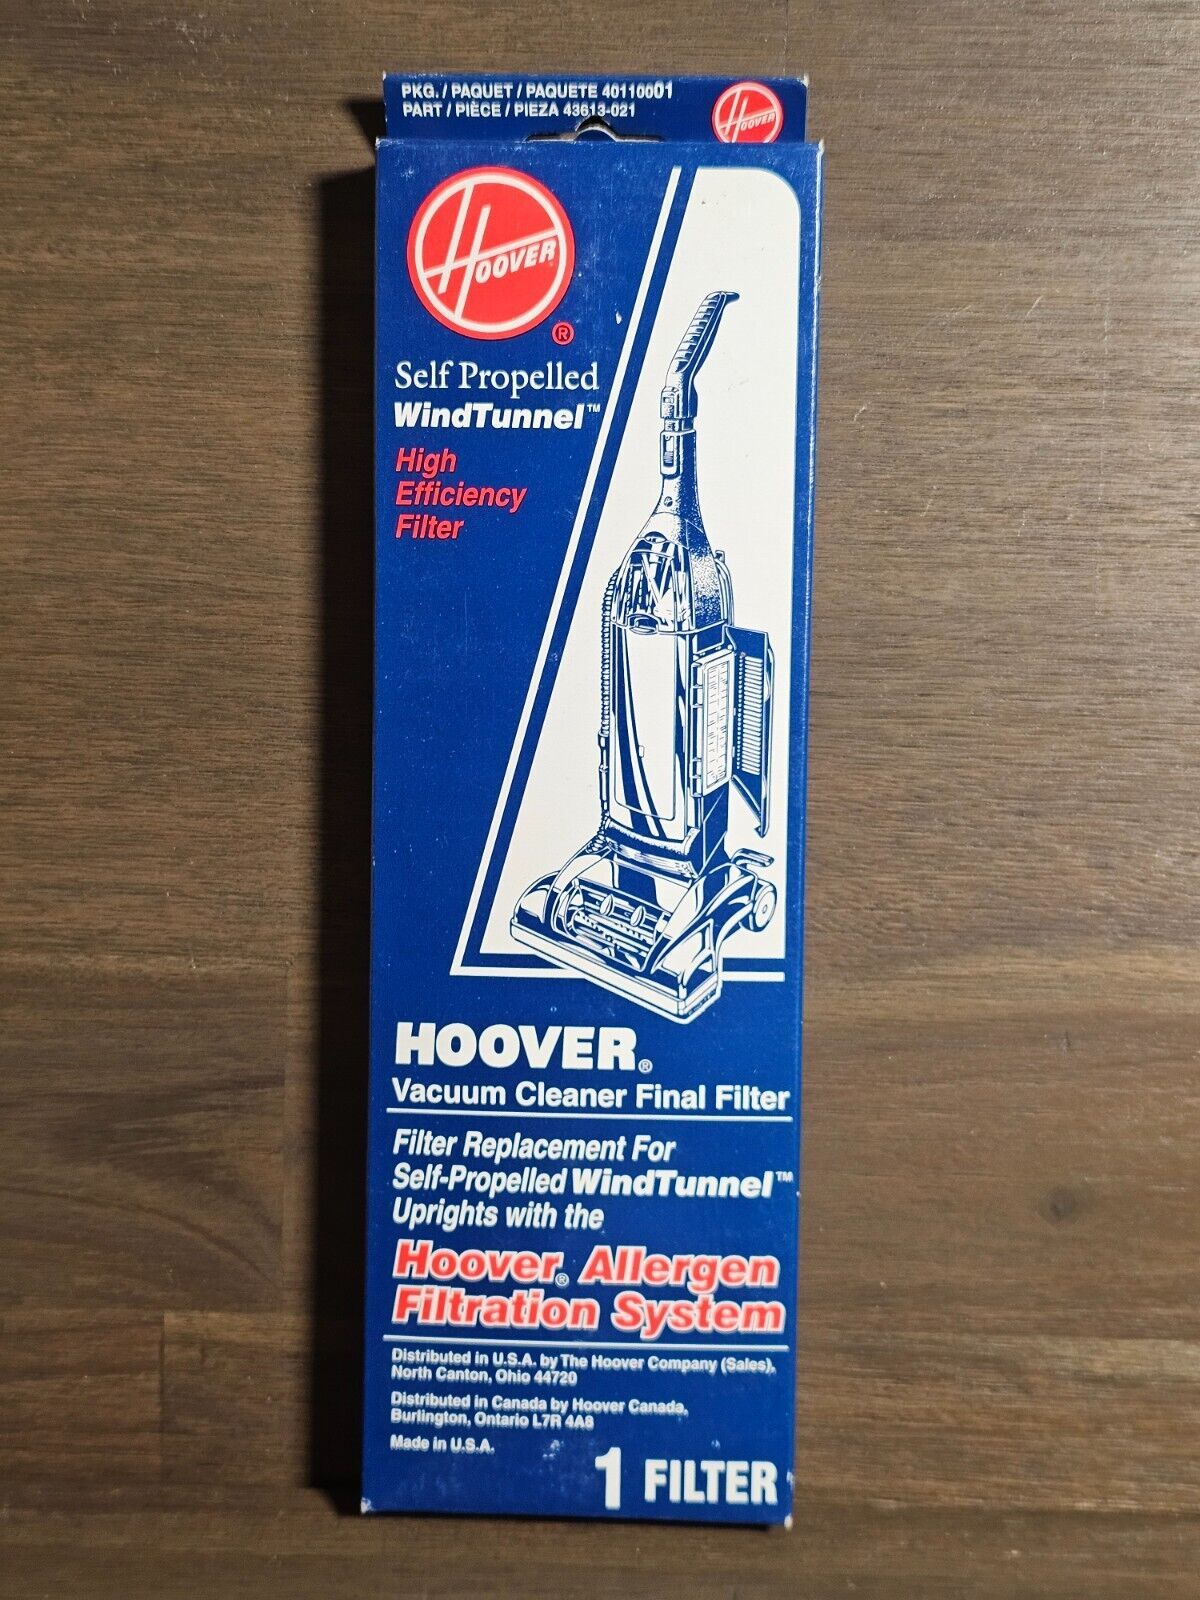 PKG. / PAQUET / PAQUETE 40110001
PART / PIÈCE / PIEZA 43613-021
HOOVER
HOOVER
®
Self Propelled
WindTunnel™
High
Efficiency
Filter
HOOVER®
Vacuum Cleaner Final Filter
Filter Replacement For
Self-Propelled WindTunnel™
Uprights with the
Hoover® Allergen
Filtration System
Distributed in U.S.A. by The Hoover Company (Sales),
North Canton, Ohio 44720
Distributed in Canada by Hoover Canada,
Burlington, Ontario L7R 4A8
Made in U.S.A.
1 FILTER